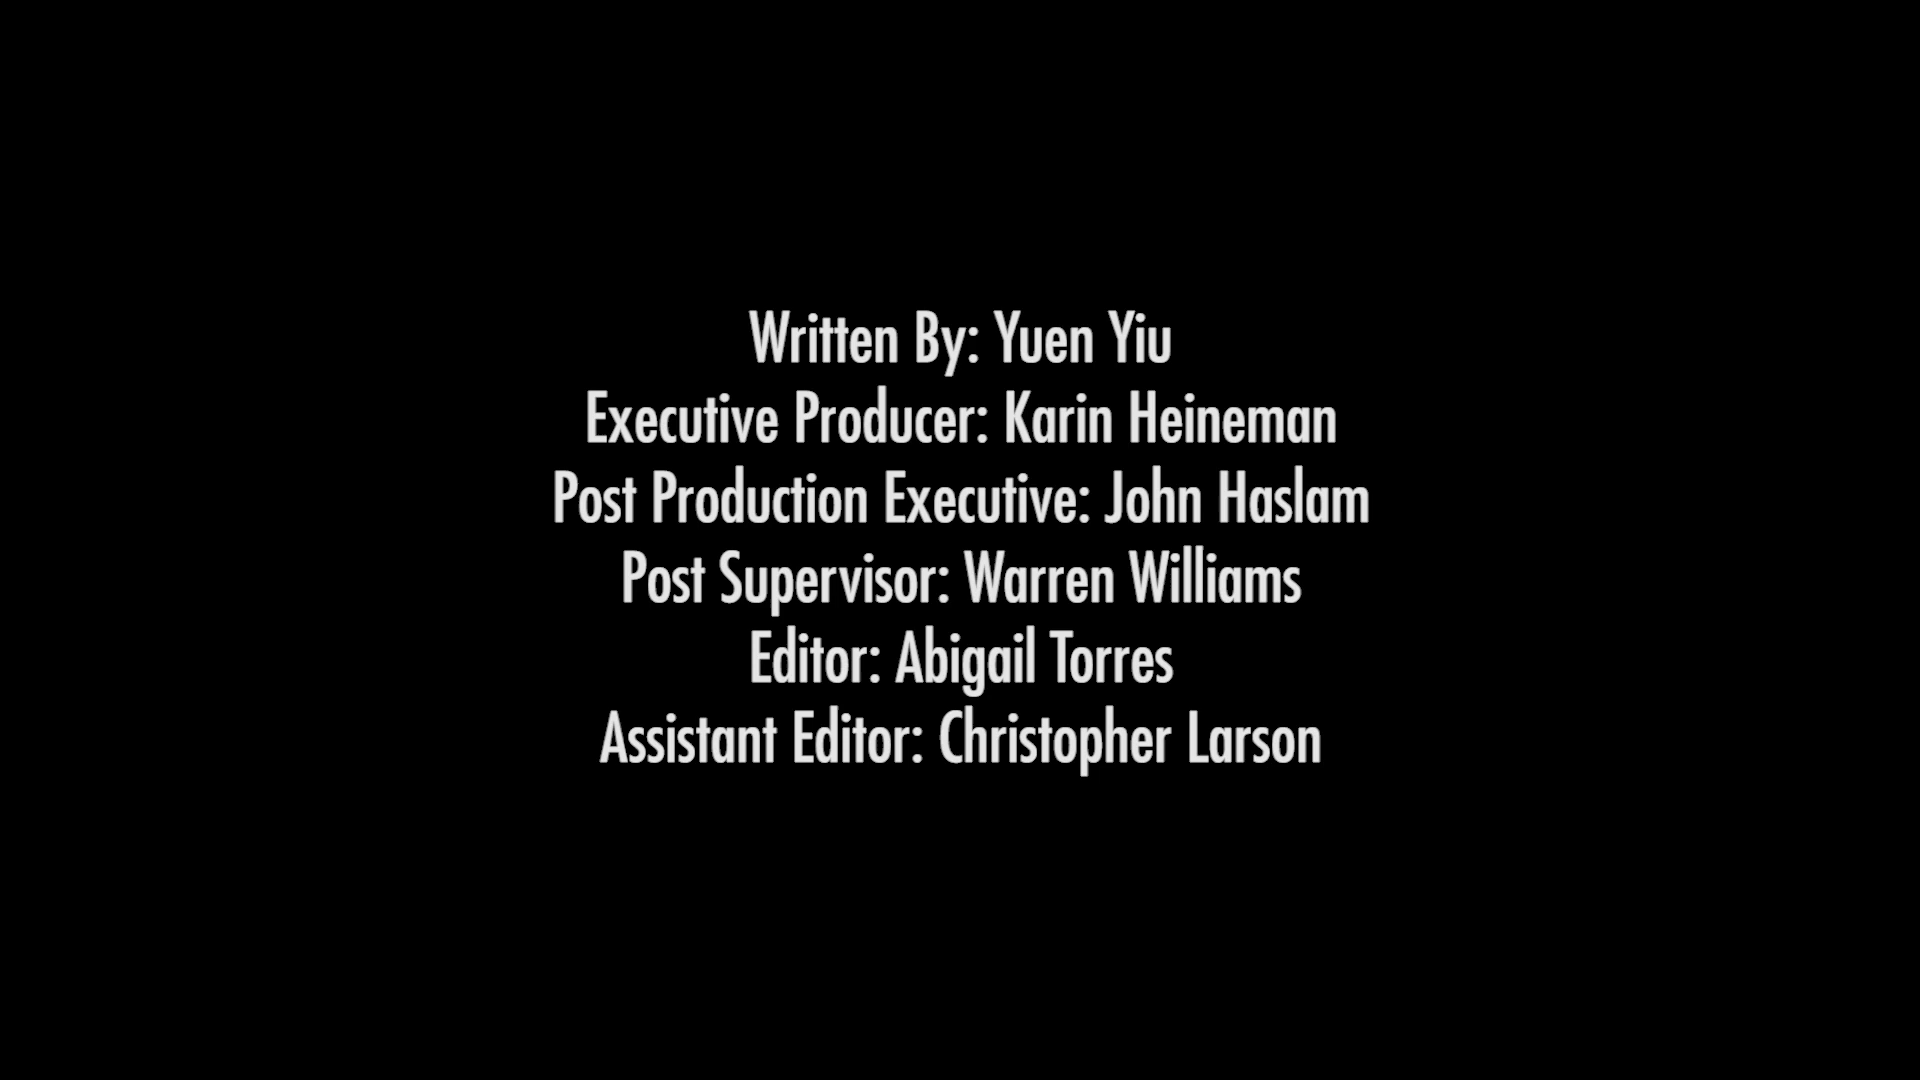 Written By: Yuen Yiu
Executive Producer: Karin Heineman
Post Production Executive: John Haslam
Post Supervisor: Warren Williams
Editor: Abigail Torres
Assistant Editor: Christopher Larson